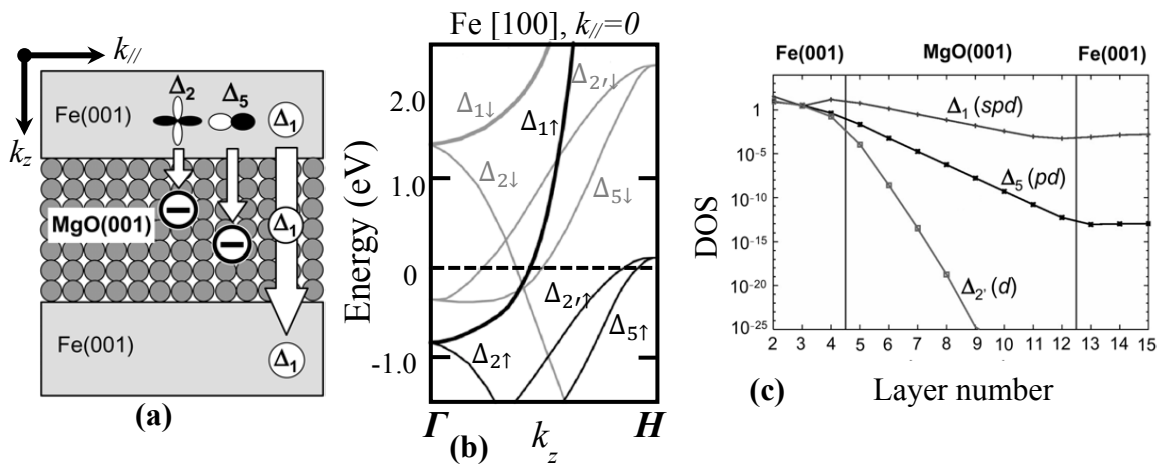 k//
kz
Fe(001)
Δ2
Δ5
Δ1
MgO(001)
Δ1
Fe(001)
Δ1
(a)
Fe [100], k//=0
Energy (eV)
2.0
1.0
0
-1.0
Δ1↓
Δ2′↓
Δ1↑
Δ2↓
Δ5↓
Δ2′↑
Δ2↑
Δ5↑
Γ
kz
H
(b)
Fe(001) MgO(001) Fe(001)
DOS
10-5
10-10
10-15
10-20
10-25
Δ1 (spd)
Δ5 (pd)
Δ2' (d)
2 3 4 5 6 7 8 9 10 11 12 13 14 15
Layer number
(c)